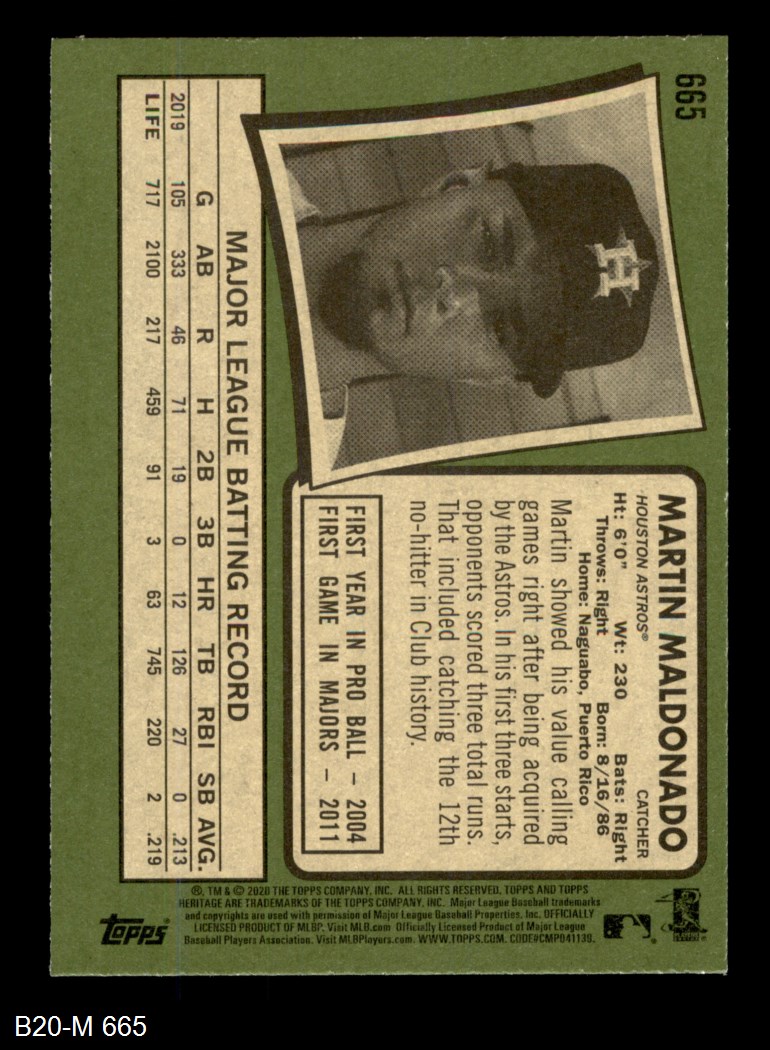 665
MARTIN MALDONADO
HOUSTON ASTROS® CATCHER
Ht: 6'0" Wt: 230 Bats: Right
Throws: Right Born: 8/16/86
Home: Naguabo, Puerto Rico
Martin showed his value calling
games right after being acquired
by the Astros. In his first three starts,
opponents scored three total runs.
That included catching the 12th
no-hitter in Club history.
FIRST YEAR IN PRO BALL – 2004
FIRST GAME IN MAJORS – 2011
MAJOR LEAGUE BATTING RECORD
G AB R H 2B 3B HR TB RBI SB AVG.
2019 105 333 46 71 19 0 12 126 27 0 .213
LIFE 717 2100 217 459 91 3 63 745 220 2 .219
®, TM & © 2020 THE TOPPS COMPANY, INC. ALL RIGHTS RESERVED. TOPPS AND TOPPS
HERITAGE ARE TRADEMARKS OF THE TOPPS COMPANY, INC. Major League Baseball trademarks
and copyrights are used with permission of Major League Baseball Properties, Inc. OFFICIALLY
LICENSED PRODUCT OF MLBP. Visit MLB.com Officially Licensed Product of Major League
Baseball Players Association. Visit MLBPlayers.com. WWW.TOPPS.COM. CODE#CMP041139.
TOPPS
H
B20-M 665